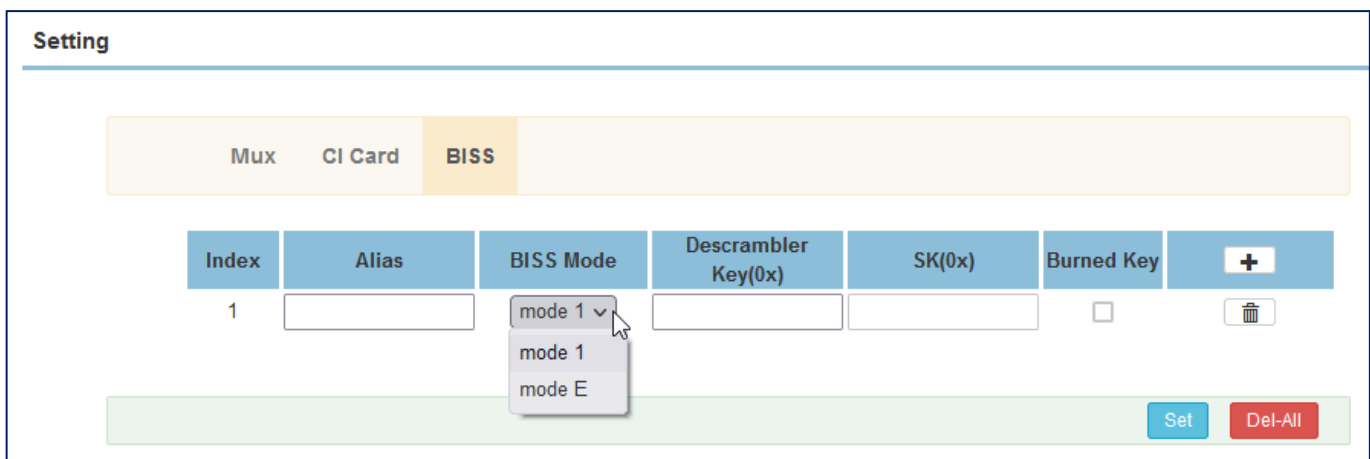 Setting
Mux CI Card BISS
Index Alias BISS Mode Descrambler Key(0x) SK(0x) Burned Key +
1 mode 1
mode 1
mode E
Set Del-All